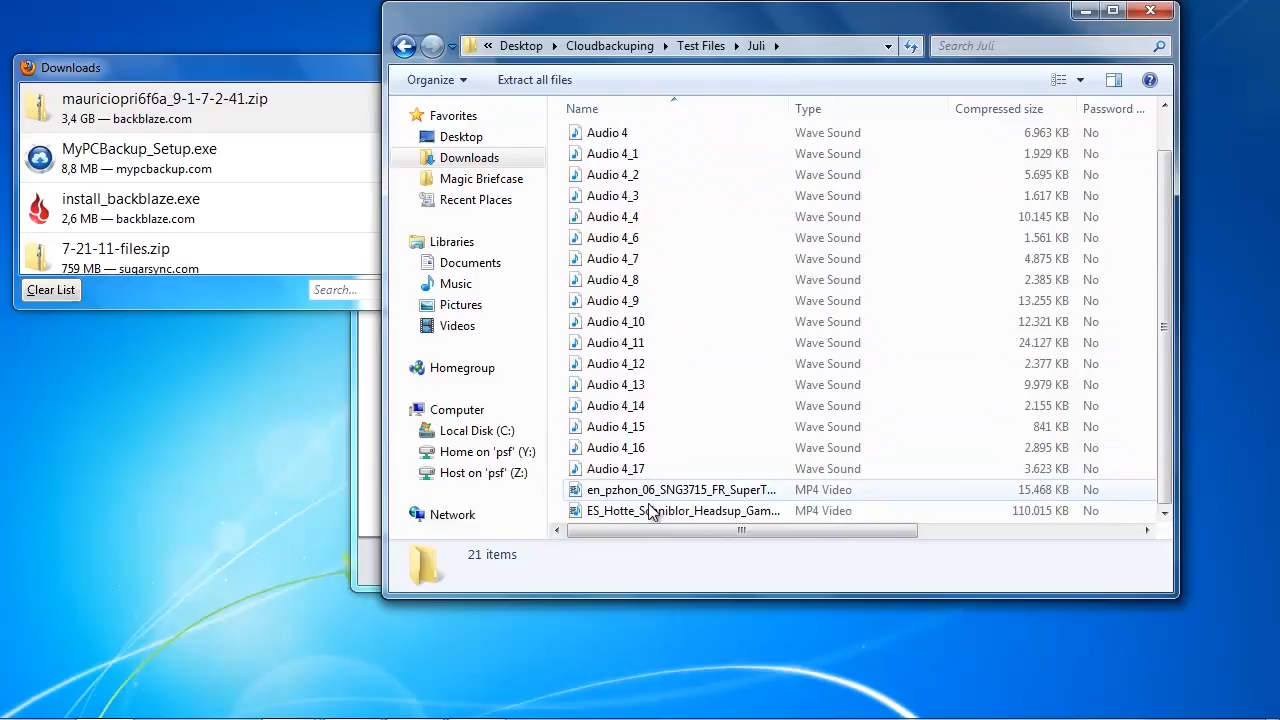 Downloads
mauriciopri6f6a_9-1-7-2-41.zip
3,4 GB — backblaze.com
MyPCBackup_Setup.exe
8,8 MB — mypcbackup.com
install_backblaze.exe
2,6 MB — backblaze.com
7-21-11-files.zip
759 MB — sugarsync.com
Clear List
Search...
« Desktop Cloudbackuping Test Files Juli
Search Juli
Organize Extract all files
Favorites
Desktop
Downloads
Magic Briefcase
Recent Places
Libraries
Documents
Music
Pictures
Videos
Homegroup
Computer
Local Disk (C:)
Home on 'psf' (Y:)
Host on 'psf' (Z:)
Network
Name Type Compressed size Password ...
Audio 4 Wave Sound 6.963 KB No
Audio 4_1 Wave Sound 1.929 KB No
Audio 4_2 Wave Sound 5.695 KB No
Audio 4_3 Wave Sound 1.617 KB No
Audio 4_4 Wave Sound 10.145 KB No
Audio 4_6 Wave Sound 1.561 KB No
Audio 4_7 Wave Sound 4.875 KB No
Audio 4_8 Wave Sound 2.385 KB No
Audio 4_9 Wave Sound 13.255 KB No
Audio 4_10 Wave Sound 12.321 KB No
Audio 4_11 Wave Sound 24.127 KB No
Audio 4_12 Wave Sound 2.377 KB No
Audio 4_13 Wave Sound 9.979 KB No
Audio 4_14 Wave Sound 2.155 KB No
Audio 4_15 Wave Sound 841 KB No
Audio 4_16 Wave Sound 2.895 KB No
Audio 4_17 Wave Sound 3.623 KB No
en_pzhon_06_SNG3715_FR_SuperT... MP4 Video 15.468 KB No
MP4 Video 110.015 KB No
21 items